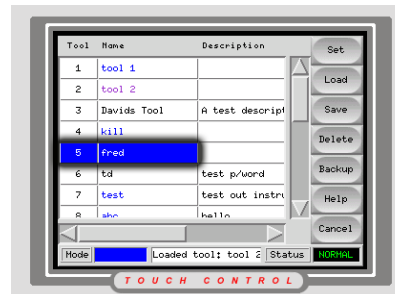 Tool Name Description
1 tool 1
2 tool 2
3 Davids Tool A test descript
4 kill
5 fred
6 td test p/word
7 test test out instru
8 abc hello
Set
Load
Save
Delete
Backup
Help
Cancel
Mode Loaded tool: tool 2 Status NORMAL
TOUCH CONTROL